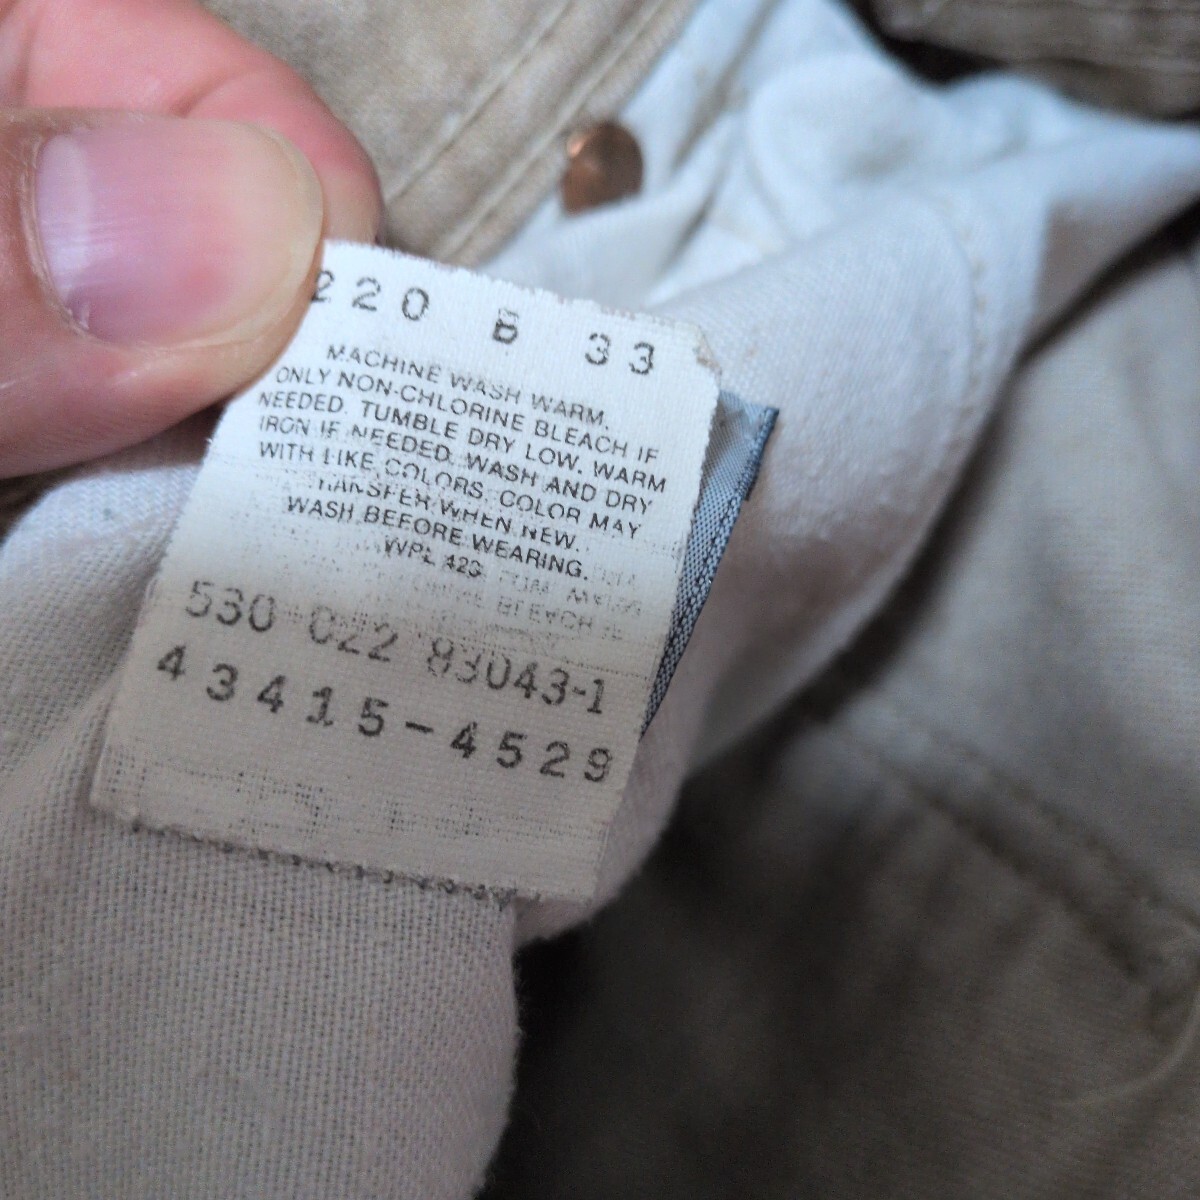 220 B 33
MACHINE WASH WARM.
ONLY NON-CHLORINE BLEACH IF
NEEDED. TUMBLE DRY LOW. WARM
IRON IF NEEDED. WASH AND DRY
WITH LIKE COLORS. COLOR MAY
TRANSFER WHEN NEW.
WASH BEFORE WEARING.
WPL 423
530 022 83043-1
43415-4529